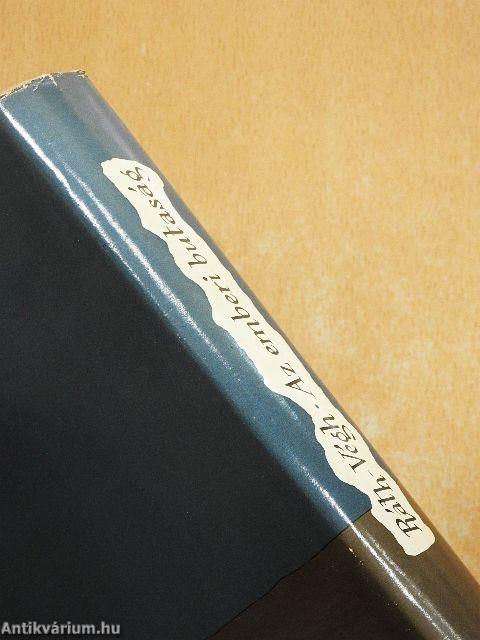 Ráth-Végh: Az emberi butaság
Antikvárium.hu